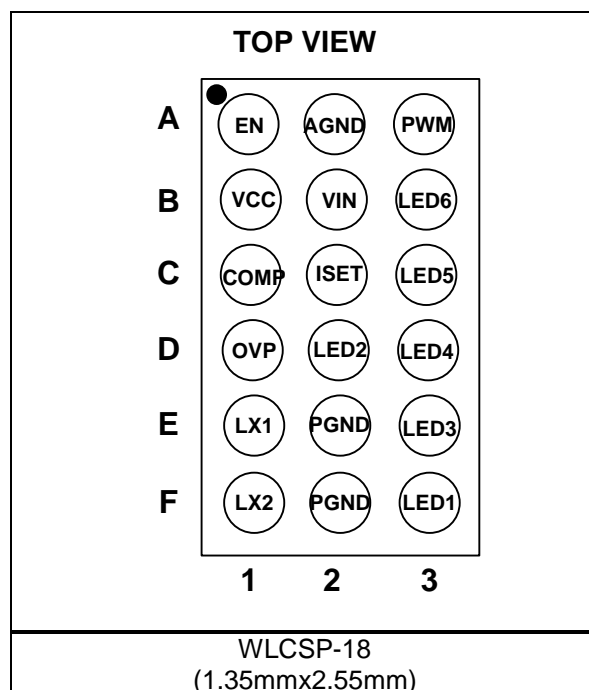 TOP VIEW
A EN AGND PWM
B VCC VIN LED6
C COMP ISET LED5
D OVP LED2 LED4
E LX1 PGND LED3
F LX2 PGND LED1
1 2 3
WLCSP-18
(1.35mmx2.55mm)